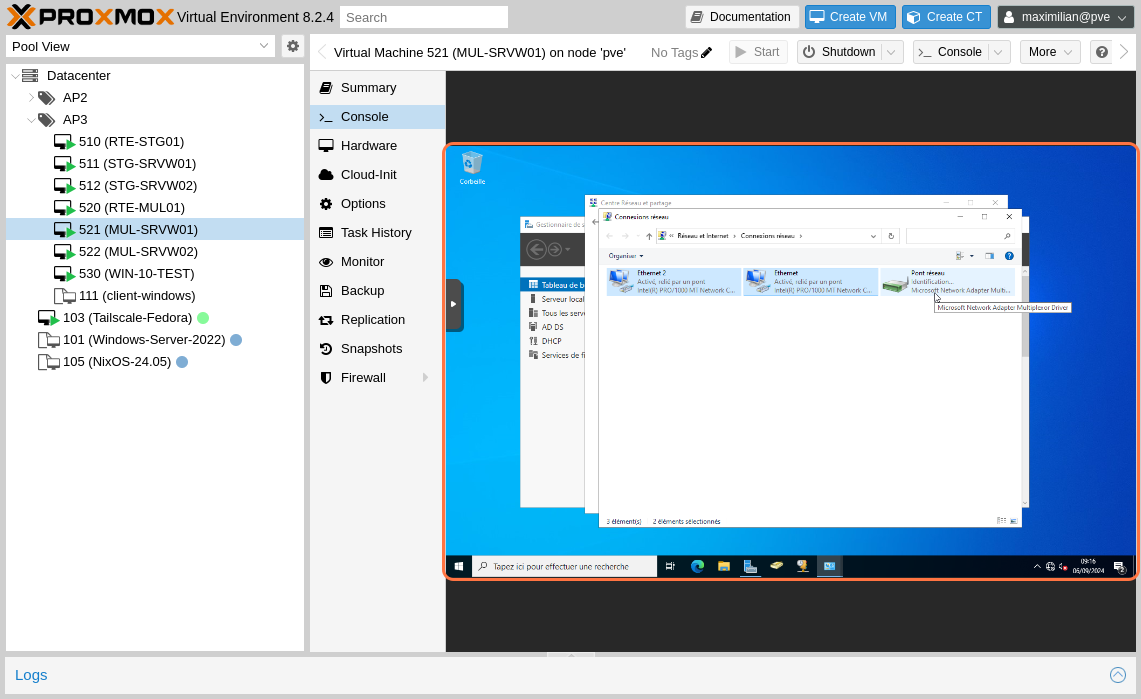 PROXMOX Virtual Environment 8.2.4
Search
Documentation
Create VM
Create CT
maximilian@pve
Pool View
Datacenter
AP2
AP3
510 (RTE-STG01)
511 (STG-SRVW01)
512 (STG-SRVW02)
520 (RTE-MUL01)
521 (MUL-SRVW01)
522 (MUL-SRVW02)
530 (WIN-10-TEST)
111 (client-windows)
103 (Tailscale-Fedora)
101 (Windows-Server-2022)
105 (NixOS-24.05)
Virtual Machine 521 (MUL-SRVW01) on node 'pve'
No Tags
Start
Shutdown
Console
More
Summary
Console
Hardware
Cloud-Init
Options
Task History
Monitor
Backup
Replication
Snapshots
Firewall
Corbeille
Centre Réseau et partage
Gestionnaire de s
Tableau de b
Serveur local
Tous les serv
AD DS
DHCP
Services de fi
Connexions réseau
« Réseau et Internet › Connexions réseau ›
Organiser
Ethernet 2
Activé, relié par un pont
Intel(R) PRO/1000 MT Network C...
Ethernet
Activé, relié par un pont
Intel(R) PRO/1000 MT Network C...
Pont réseau
Identification...
Microsoft Network Adapter Multi...
Microsoft Network Adapter Multiplexor Driver
3 élément(s)
2 éléments sélectionnés
Tapez ici pour effectuer une recherche
09:16
06/09/2024
2
Logs